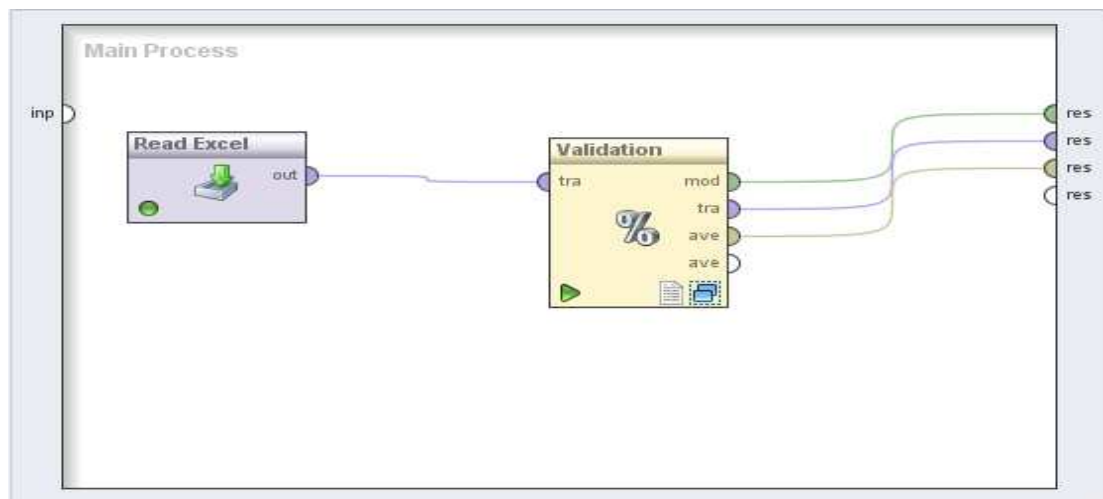 Main Process
inp
Read Excel
out
Validation
tra
mod
tra
ave
ave
res
res
res
res